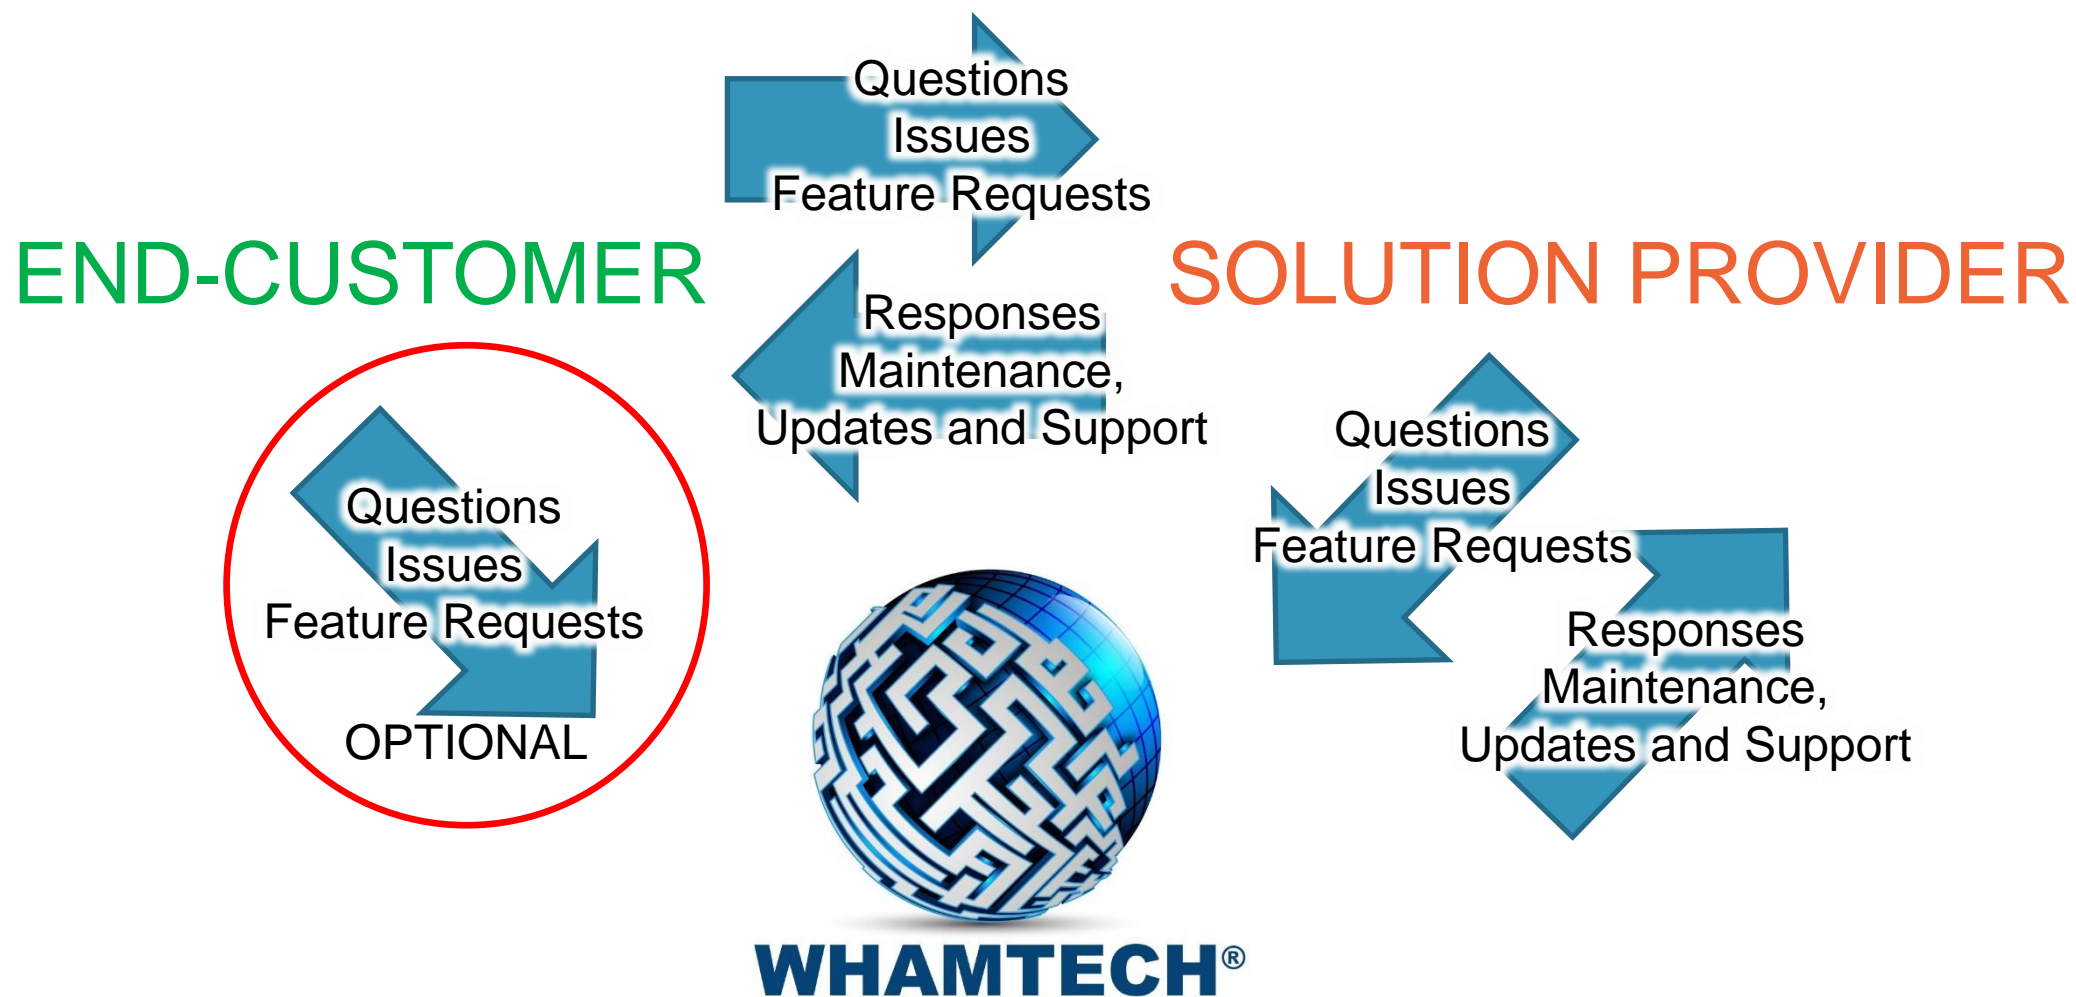 Questions
Issues
Feature Requests
END-CUSTOMER
SOLUTION PROVIDER
Responses
Maintenance,
Updates and Support
Questions
Issues
Feature Requests
Questions
Issues
Feature Requests
OPTIONAL
Responses
Maintenance,
Updates and Support
WHAMTECH®